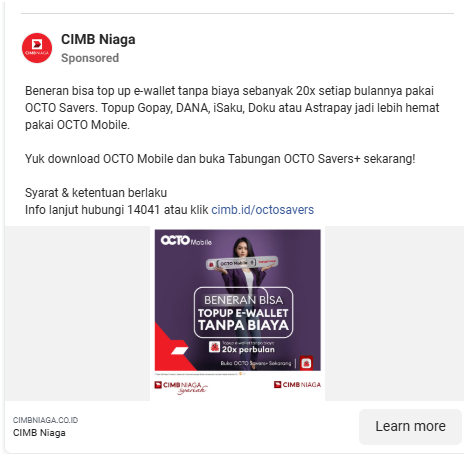 CIMB Niaga
Sponsored
Beneran bisa top up e-wallet tanpa biaya sebanyak 20x setiap bulannya pakai
OCTO Savers. Topup Gopay, DANA, iSaku, Doku atau Astrapay jadi lebih hemat
pakai OCTO Mobile.
Yuk download OCTO Mobile dan buka Tabungan OCTO Savers+ sekarang!
Syarat & ketentuan berlaku
Info lanjut hubungi 14041 atau klik cimb.id/octosavers
OCTO Mobile
OCTO Mobile
BENERAN BISA
TOPUP E-WALLET
TANPA BIAYA
Topup e-wallet tanpa biaya
20x perbulan
Buka OCTO Savers+ Sekarang
CIMB NIAGA Syariah
CIMB NIAGA
CIMBNIAGA.CO.ID
CIMB Niaga
Learn more